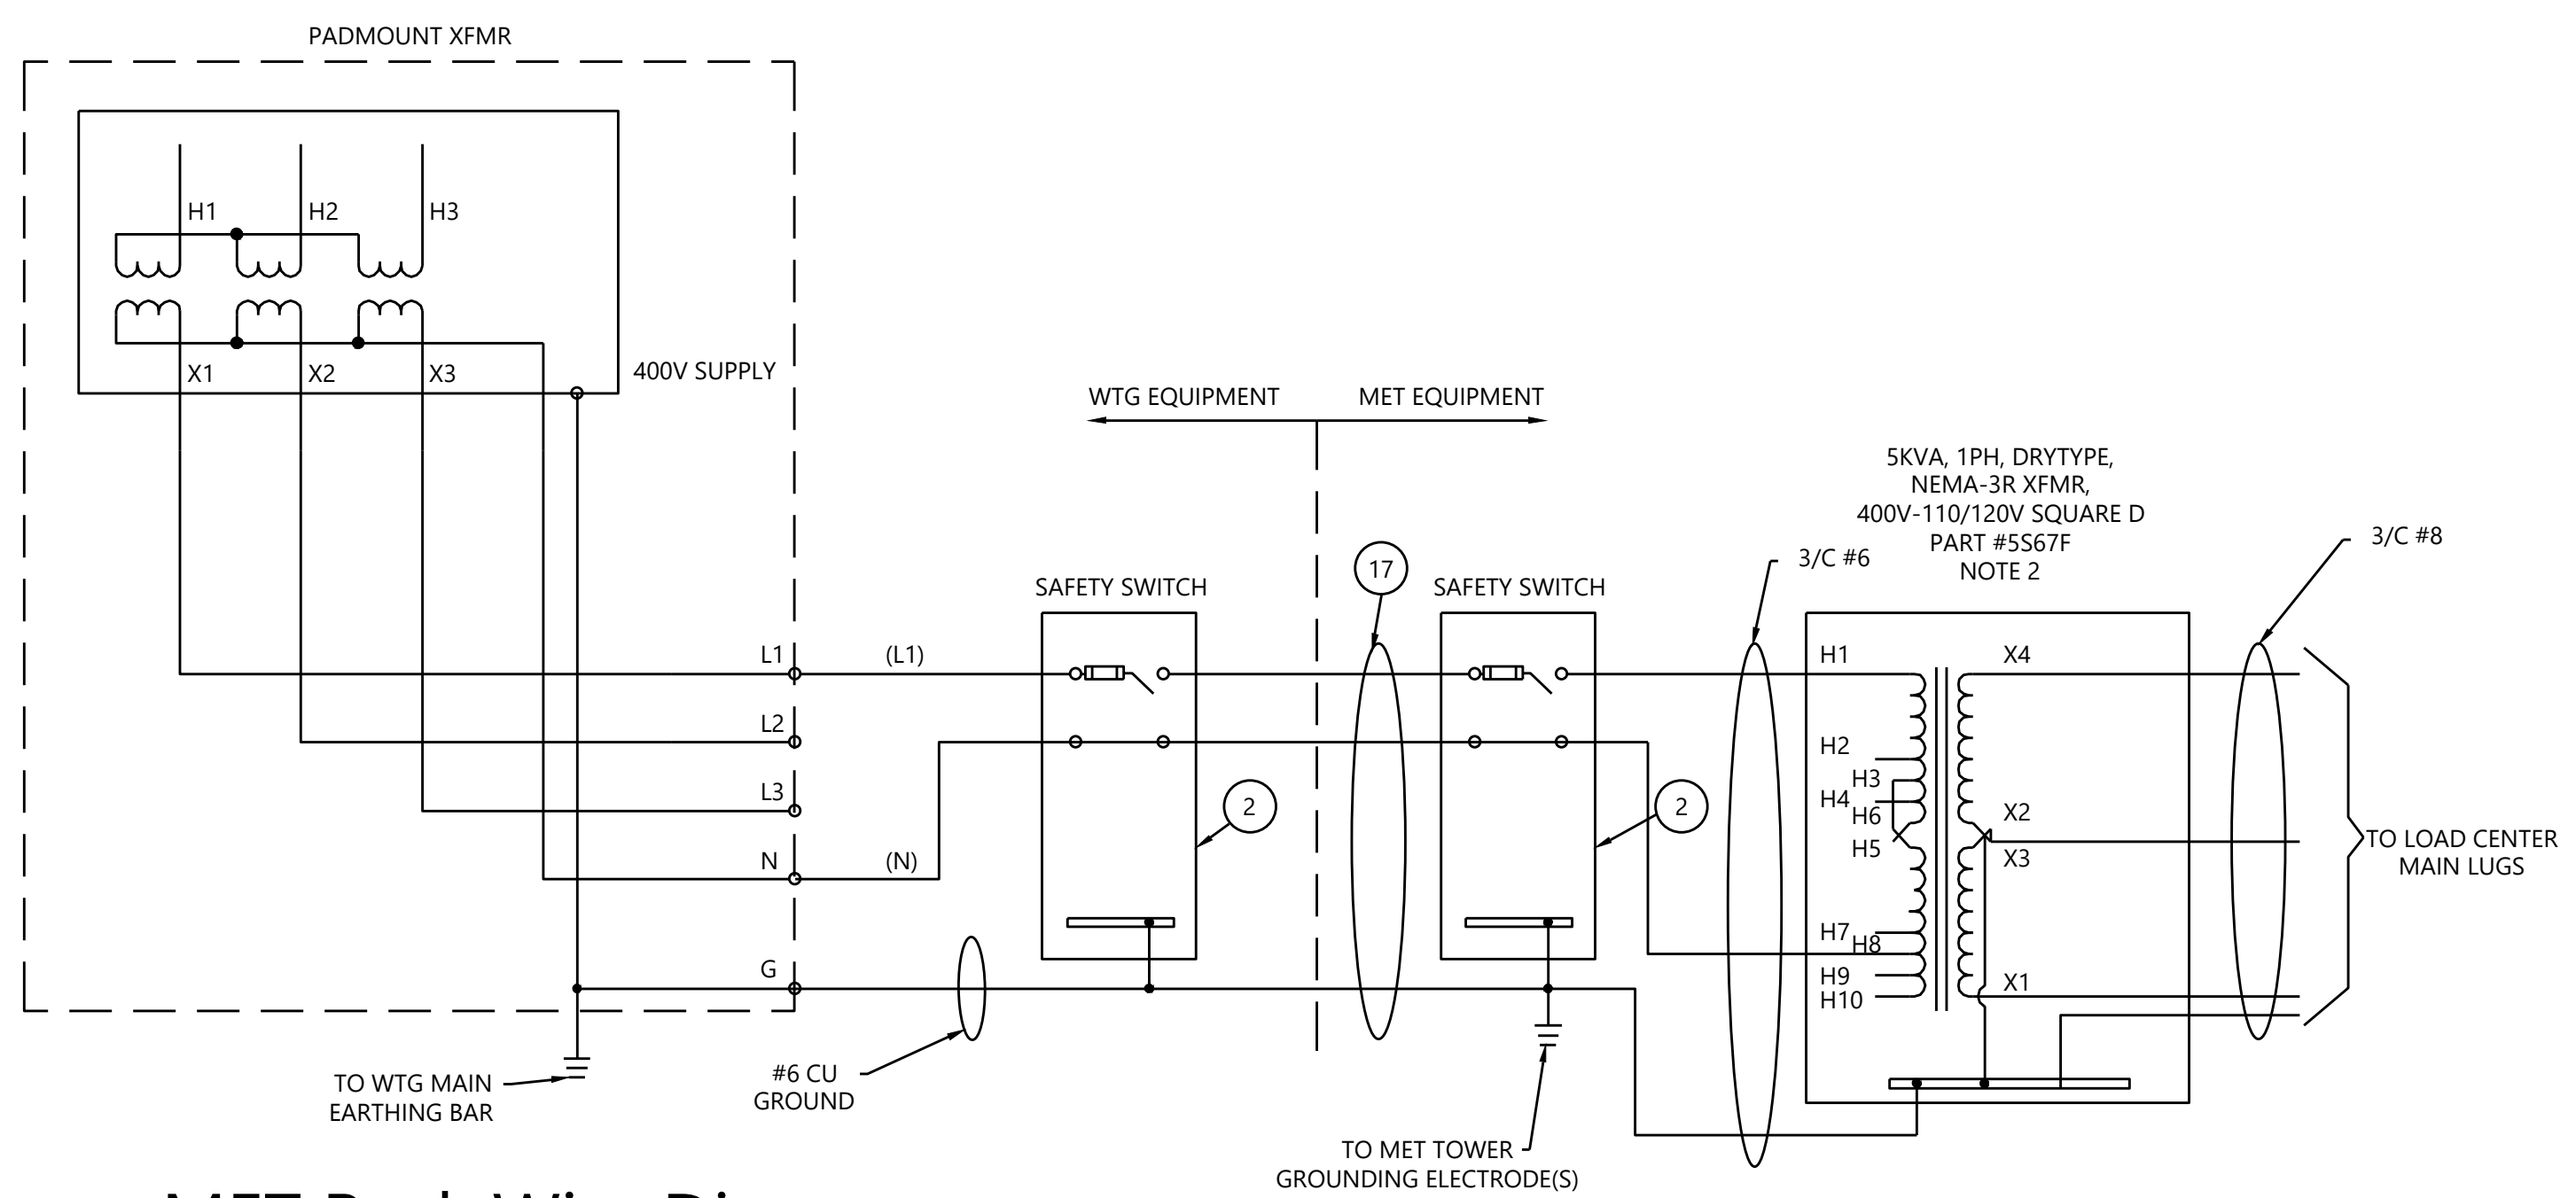 PADMOUNT XFMR
H1
H2
H3
X1
X2
X3
400V SUPPLY
WTG EQUIPMENT
MET EQUIPMENT
5KVA, 1PH, DRYTYPE,
NEMA-3R XFMR,
400V-110/120V SQUARE D
PART #5S67F
NOTE 2
3/C #6
3/C #8
SAFETY SWITCH
17
SAFETY SWITCH
L1
(L1)
L2
L3
N
(N)
G
2
2
H1
H2
H3
H4
H6
H5
H7
H8
H9
H10
X4
X2
X3
X1
TO LOAD CENTER
MAIN LUGS
TO WTG MAIN
EARTHING BAR
#6 CU
GROUND
TO MET TOWER
GROUNDING ELECTRODE(S)
MET